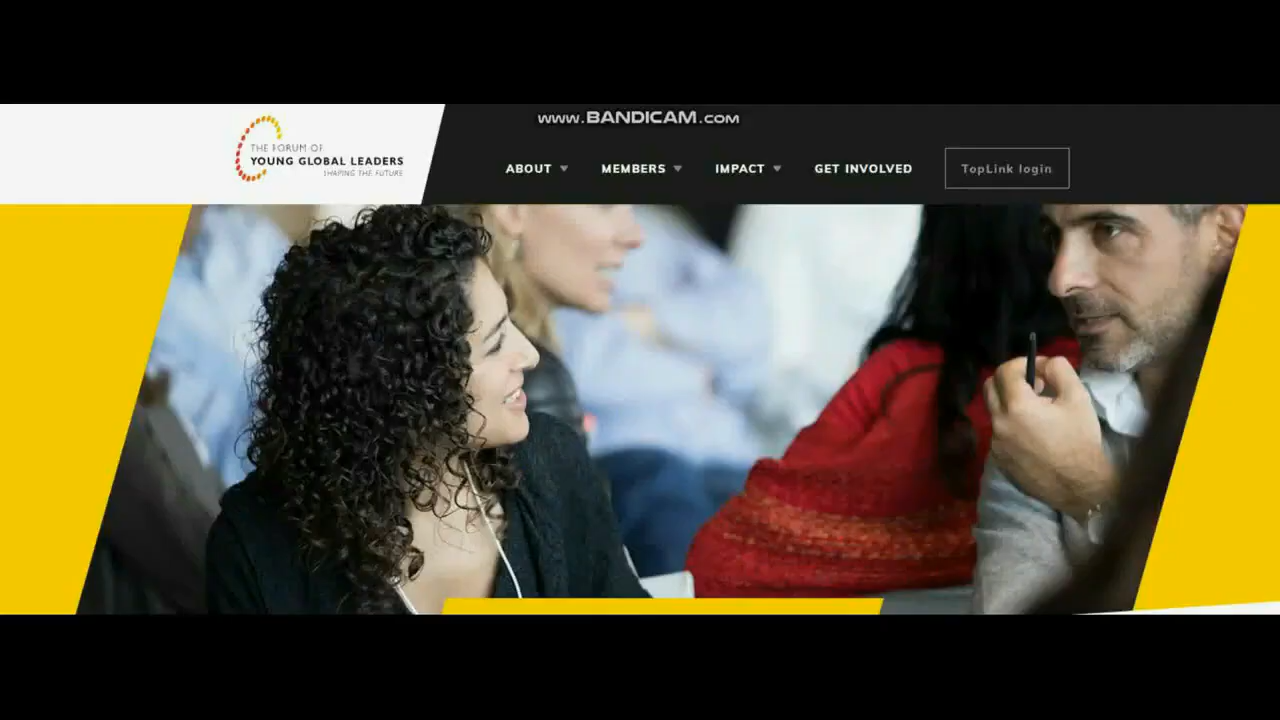 www.BANDICAM.com
THE FORUM OF
YOUNG GLOBAL LEADERS
SHAPING THE FUTURE
ABOUT
MEMBERS
IMPACT
GET INVOLVED
TopLink login